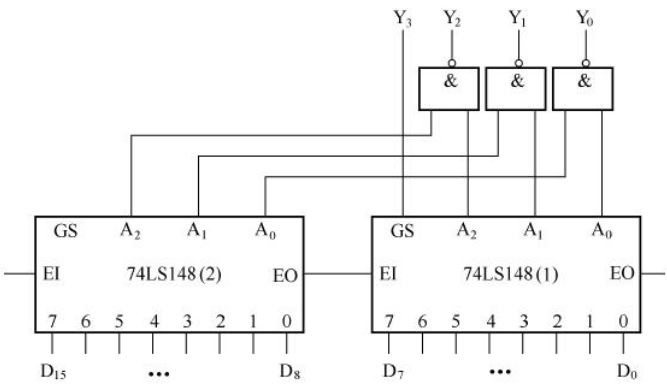 Y₃ Y₂ Y₁ Y₀
& & &
GS A₂ A₁ A₀ GS A₂ A₁ A₀
EI 74LS148(2) EO EI 74LS148(1) EO
7 6 5 4 3 2 1 0 7 6 5 4 3 2 1 0
D₁₅ ... D₈ D₇ ... D₀